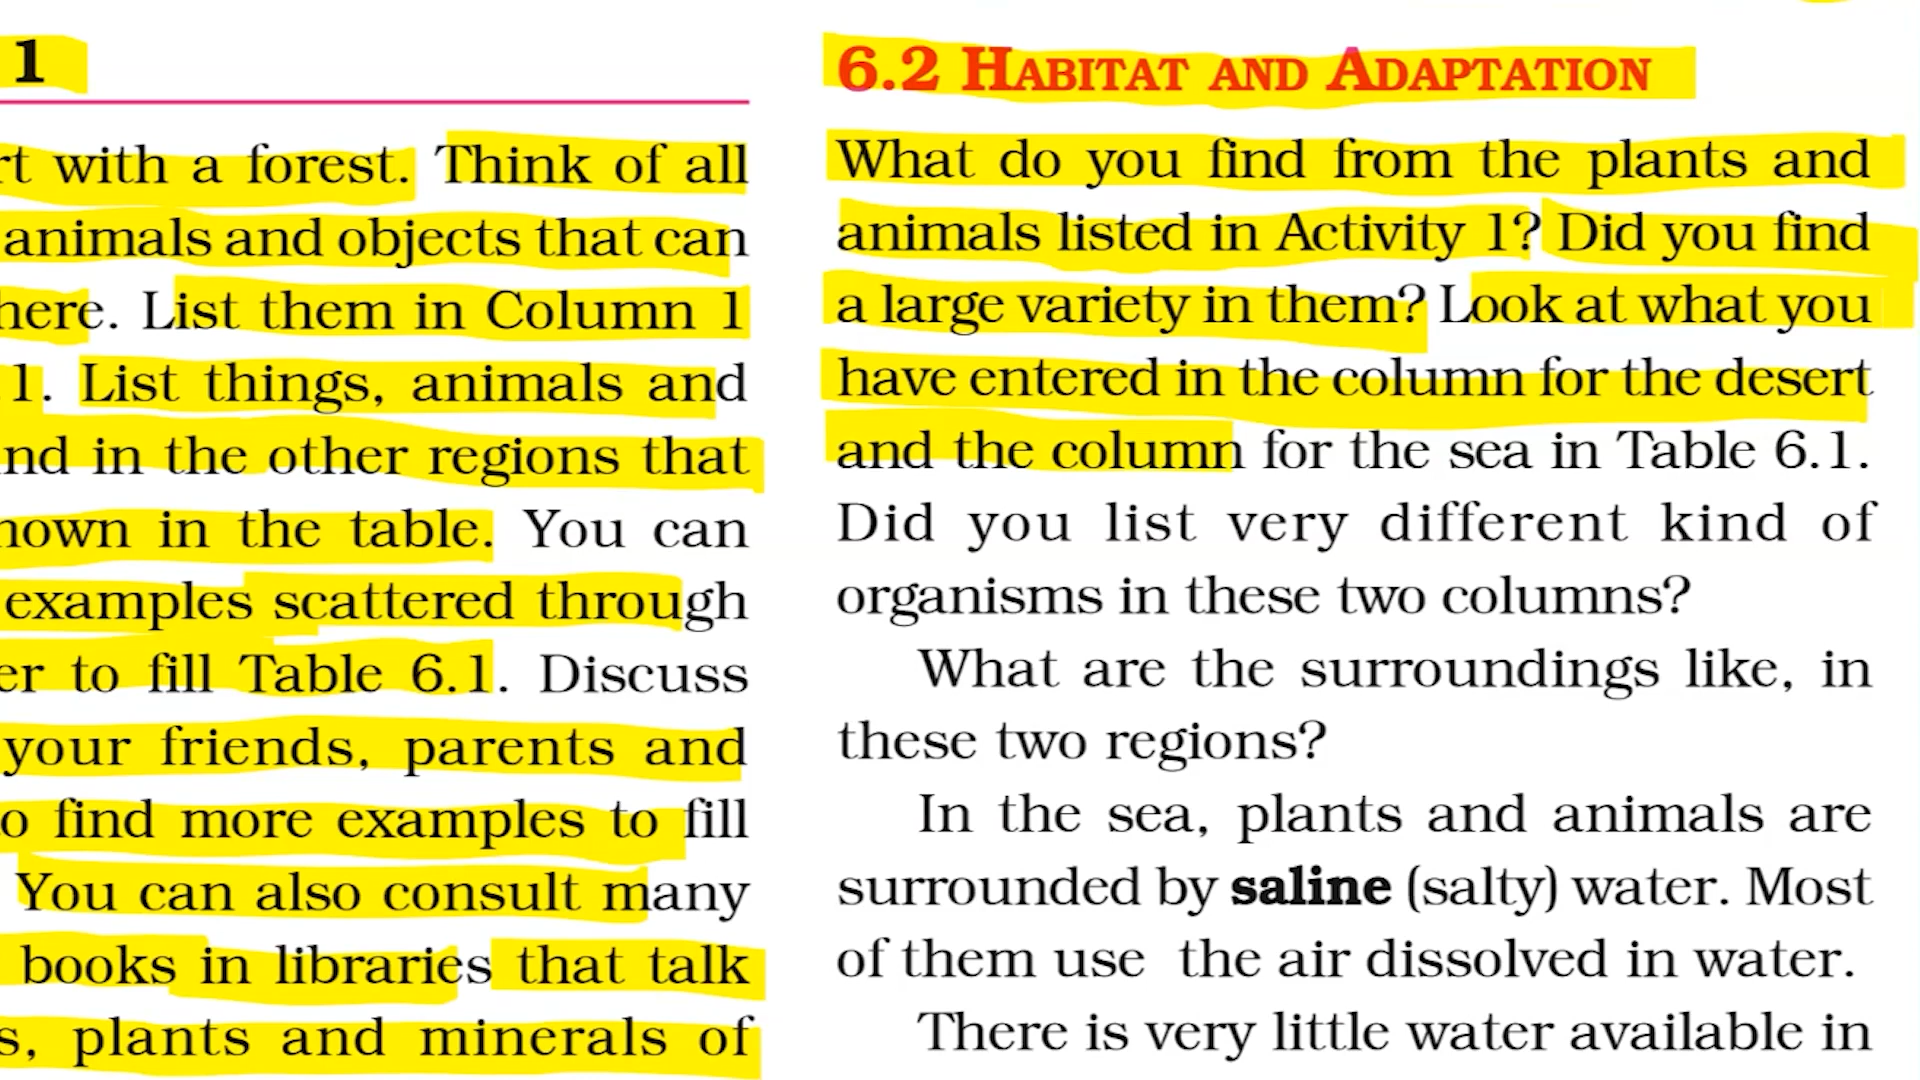 1
rt with a forest. Think of all
animals and objects that can
here. List them in Column 1
1. List things, animals and
nd in the other regions that
hown in the table. You can
examples scattered through
er to fill Table 6.1. Discuss
your friends, parents and
o find more examples to fill
You can also consult many
books in libraries that talk
s, plants and minerals of
6.2 HABITAT AND ADAPTATION
What do you find from the plants and
animals listed in Activity 1? Did you find
a large variety in them? Look at what you
have entered in the column for the desert
and the column for the sea in Table 6.1.
Did you list very different kind of
organisms in these two columns?
What are the surroundings like, in
these two regions?
In the sea, plants and animals are
surrounded by saline (salty) water. Most
of them use the air dissolved in water.
There is very little water available in